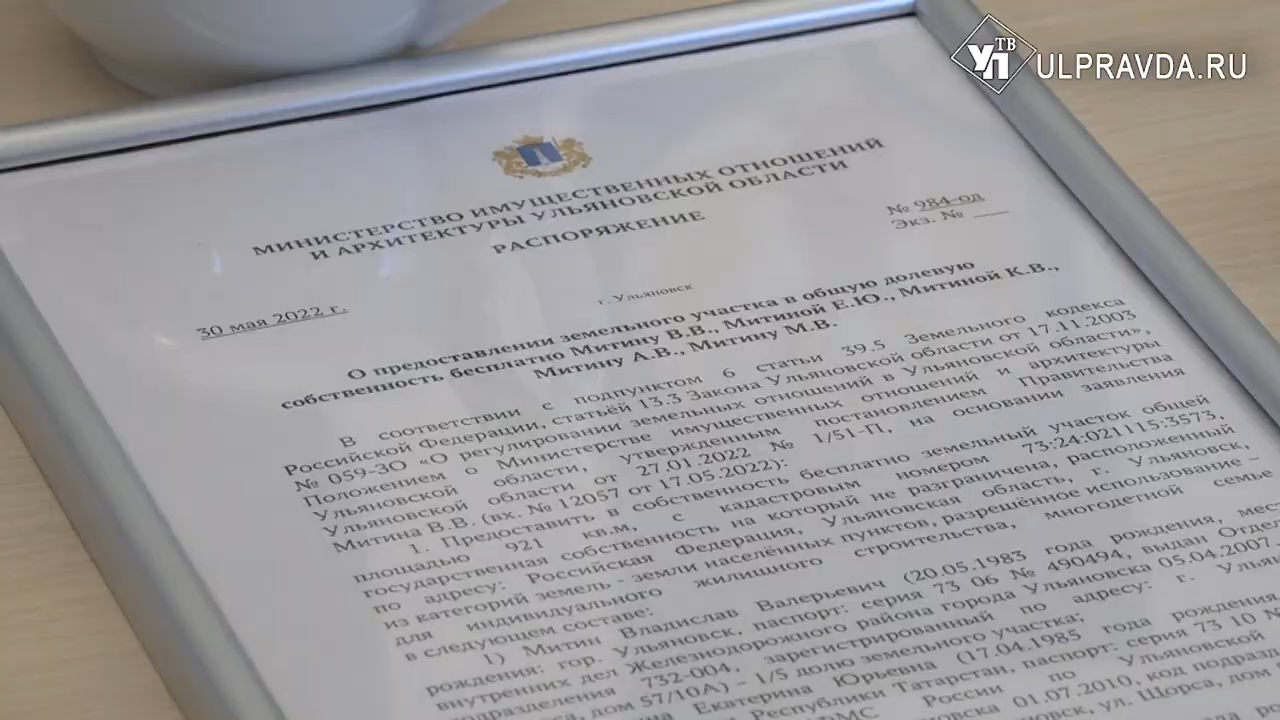 УП ТВ ULPRAVDA.RU
МИНИСТЕРСТВО ИМУЩЕСТВЕННЫХ ОТНОШЕНИЙ
И АРХИТЕКТУРЫ УЛЬЯНОВСКОЙ ОБЛАСТИ
РАСПОРЯЖЕНИЕ
№ 984-од
Экз. №
30 мая 2022 г.
г. Ульяновск
О предоставлении земельного участка в общую долевую
собственность бесплатно Митину В.В., Митиной Е.Ю., Митиной К.В.,
Митину А.В., Митину М.В.
В соответствии с подпунктом 6 статьи 39.5 Земельного кодекса
Российской Федерации, статьёй 13.3 Закона Ульяновской области от 17.11.2003
№ 059-ЗО «О регулировании земельных отношений в Ульяновской области»,
Положением о Министерстве имущественных отношений и архитектуры
Ульяновской области, утвержденным постановлением Правительства
Ульяновской области от 27.01.2022 № 1/51-П, на основании заявления
Митина В.В. (вх. № 12057 от 17.05.2022):
1. Предоставить в собственность бесплатно земельный участок общей
площадью 921 кв.м, с кадастровым номером 73:24:021115:3573,
государственная собственность на который не разграничена, расположенный
по адресу: Российская Федерация, Ульяновская область, г. Ульяновск,
из категорий земель - земли населённых пунктов, разрешённое использование –
для индивидуального жилищного строительства, многодетной семье
в следующем составе:
1) Митин Владислав Валерьевич (20.05.1983 года рождения, мес
рождения: гор. Ульяновск, паспорт: серия 73 06 № 490494, выдан Отдел
внутренних дел Железнодорожного района города Ульяновска 05.04.2007,
подразделения 732-004, зарегистрированный по адресу: г. Улья
дом 57/10А) – 1/5 долю земельного участка;
Екатерина Юрьевна (17.04.1985 года рождения
Республики Татарстан, паспорт: серия 73 10 №
России по Ульяновской
01.07.2010, код подразд
ул. Шорса, дом